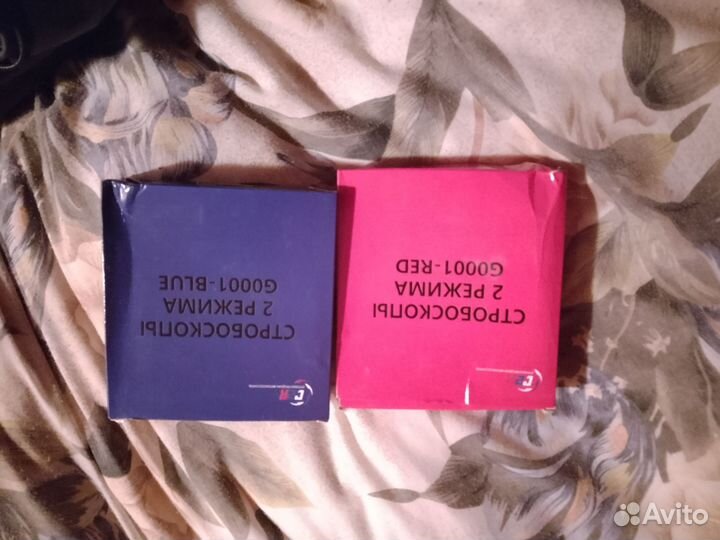 СТРОБОСКОПЫ
2 РЕЖИМА
G0001-BLUE
СТРОБОСКОПЫ
2 РЕЖИМА
G0001-RED
Avito